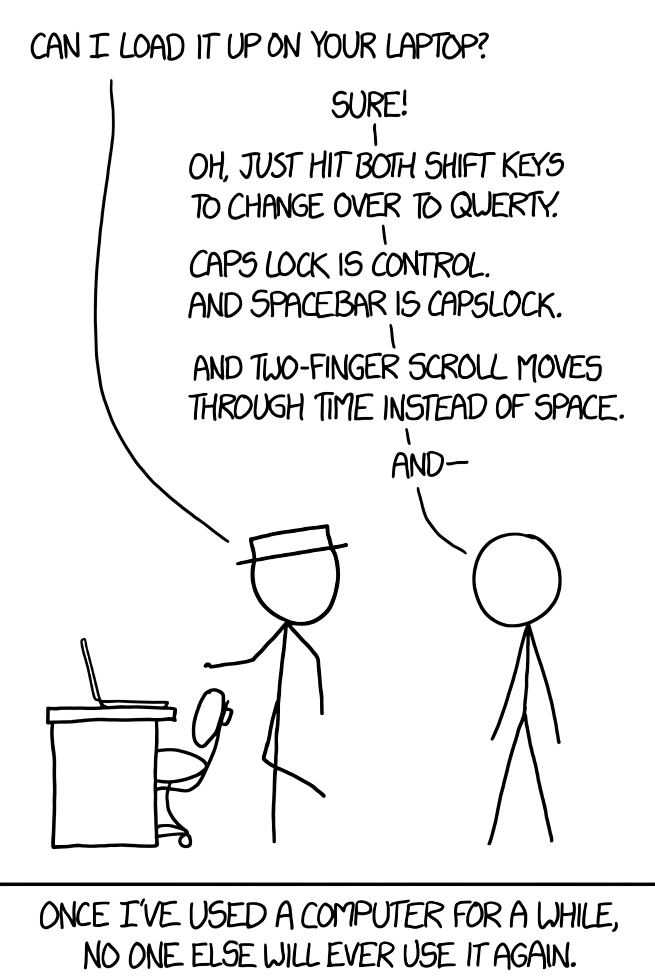 CAN I LOAD IT UP ON YOUR LAPTOP?
SURE!
OH, JUST HIT BOTH SHIFT KEYS
TO CHANGE OVER TO QWERTY.
CAPS LOCK IS CONTROL.
AND SPACEBAR IS CAPSLOCK.
AND TWO-FINGER SCROLL MOVES
THROUGH TIME INSTEAD OF SPACE.
AND—
ONCE I'VE USED A COMPUTER FOR A WHILE,
NO ONE ELSE WILL EVER USE IT AGAIN.